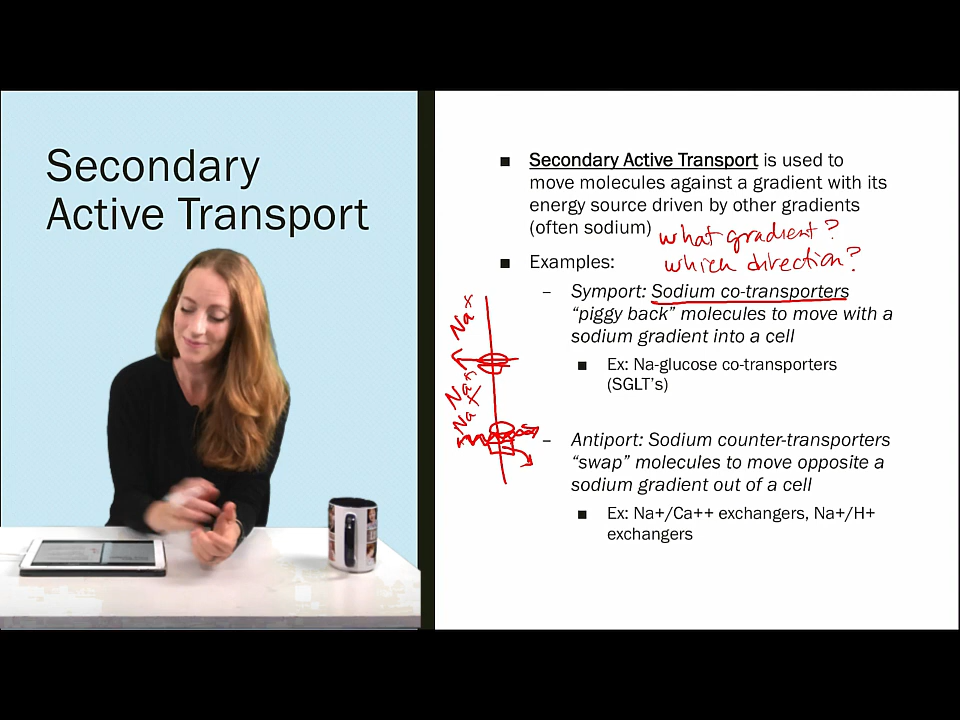 Secondary
Active Transport
■ Secondary Active Transport is used to
move molecules against a gradient with its
energy source driven by other gradients
(often sodium) what gradient?
which direction?
■ Examples:
– Symport: Sodium co-transporters
“piggy back” molecules to move with a
sodium gradient into a cell
■ Ex: Na-glucose co-transporters
(SGLT’s)
– Antiport: Sodium counter-transporters
“swap” molecules to move opposite a
sodium gradient out of a cell
■ Ex: Na+/Ca++ exchangers, Na+/H+
exchangers
Na+
Na+
Na+